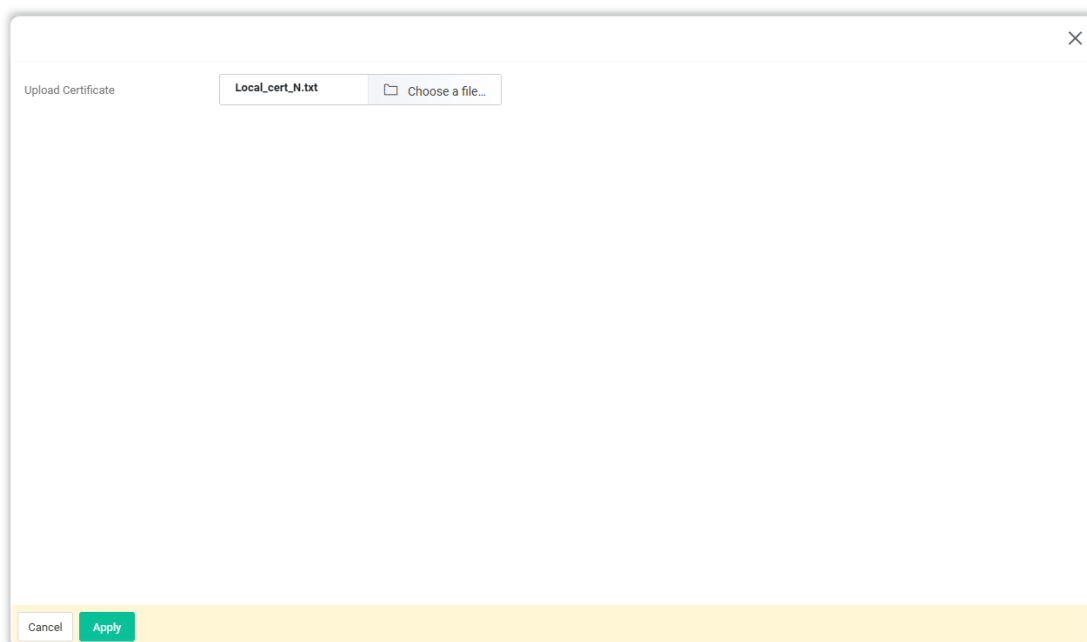 Upload Certificate
Local_cert_N.txt
Choose a file...
Cancel
Apply